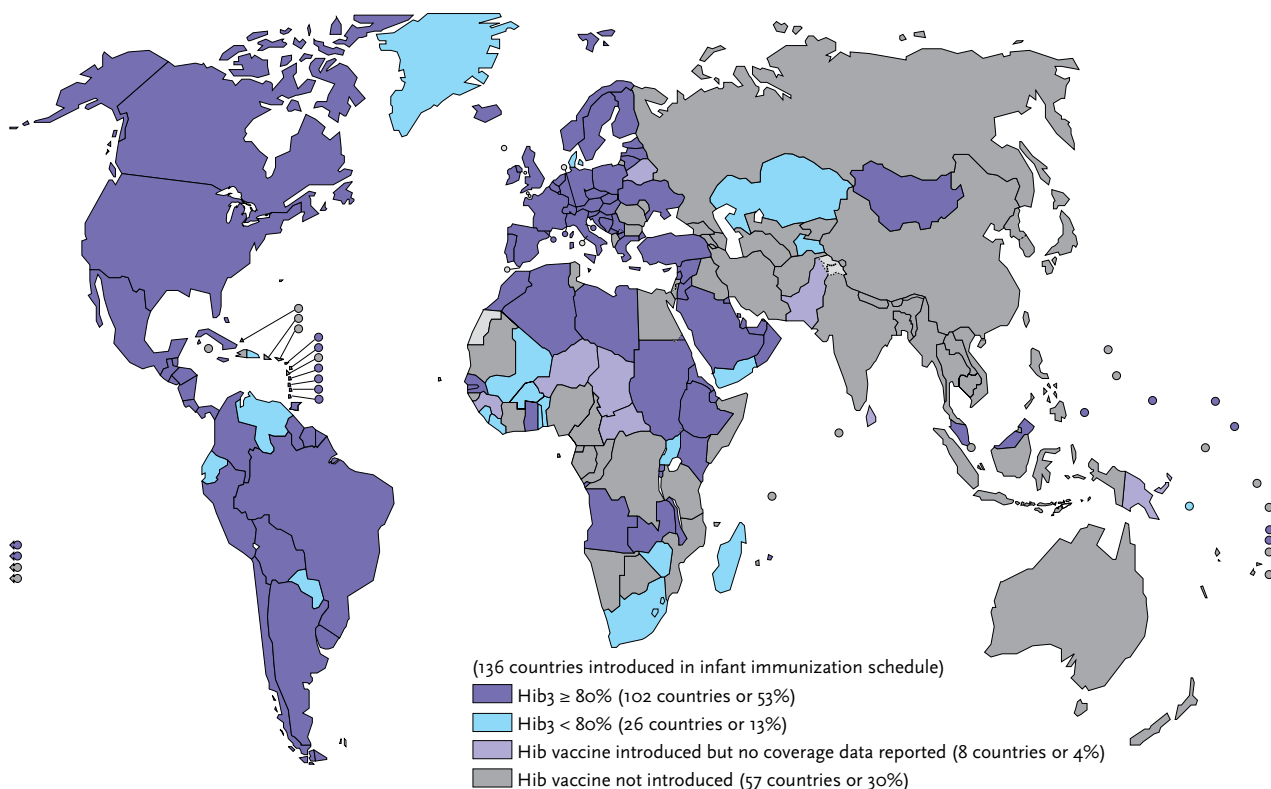 (136 countries introduced in infant immunization schedule)
Hib3 ≥ 80% (102 countries or 53%)
Hib3 < 80% (26 countries or 13%)
Hib vaccine introduced but no coverage data reported (8 countries or 4%)
Hib vaccine not introduced (57 countries or 30%)